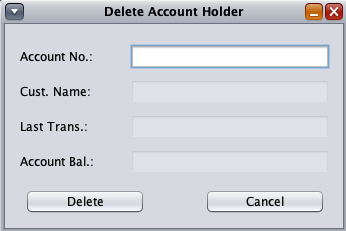 Delete Account Holder
Account No.:
Cust. Name:
Last Trans.:
Account Bal.:
Delete
Cancel